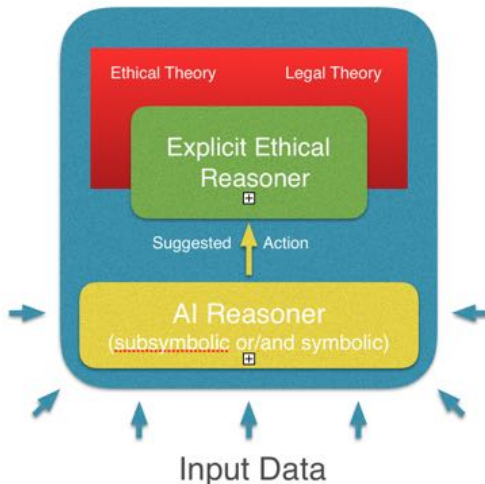 Ethical Theory Legal Theory
Explicit Ethical
Reasoner
Suggested Action
AI Reasoner
(subsymbolic or/and symbolic)
Input Data